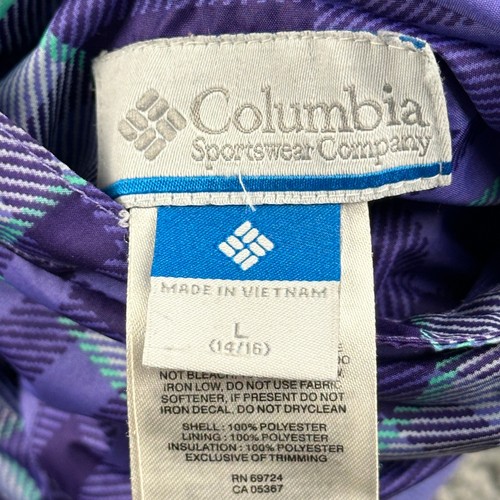 Columbia
Sportswear Company
MADE IN VIETNAM
L
(14/16)
DO
NOT BLEACH,
IRON LOW, DO NOT USE FABRIC
SOFTENER, IF PRESENT DO NOT
IRON DECAL, DO NOT DRYCLEAN
SHELL : 100% POLYESTER
LINING : 100% POLYESTER
INSULATION : 100% POLYESTER
EXCLUSIVE OF TRIMMING
RN 69724
CA 05367